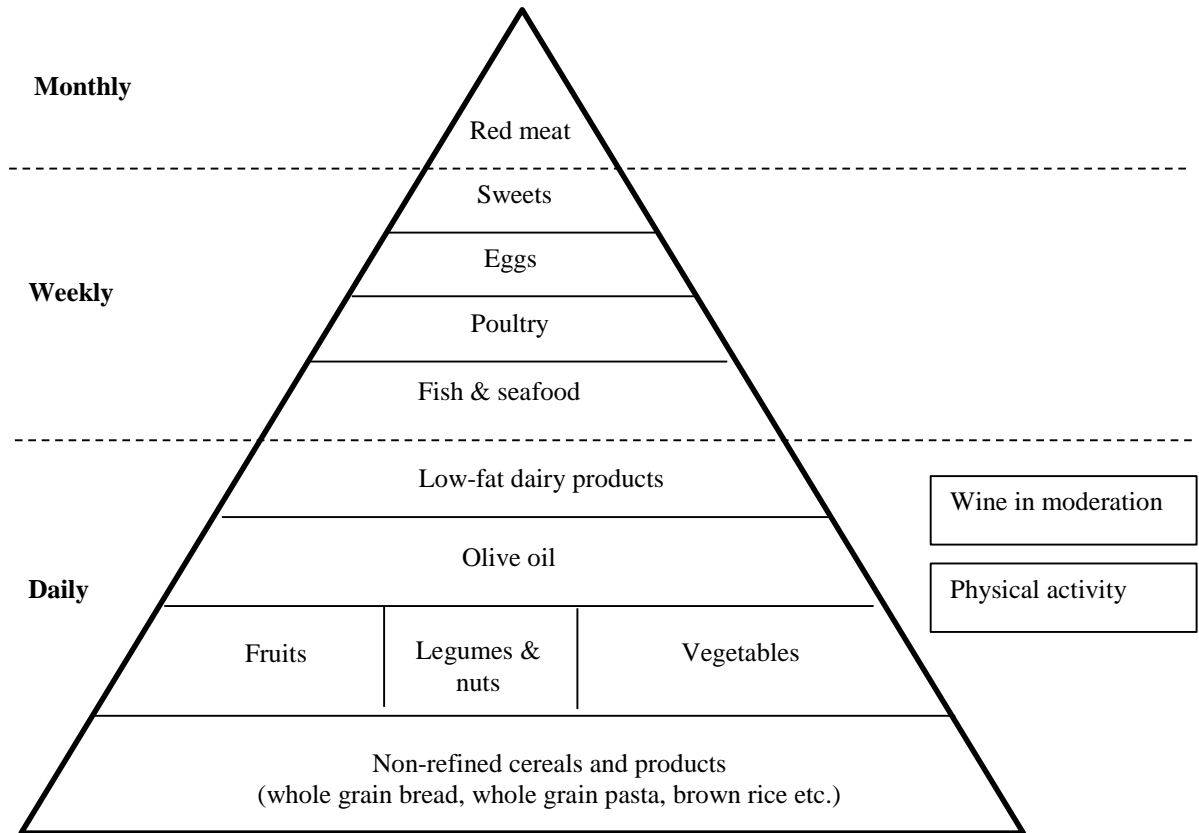 Monthly
Red meat
Sweets
Eggs
Weekly
Poultry
Fish & seafood
Low-fat dairy products
Wine in moderation
Olive oil
Daily
Physical activity
Fruits
Legumes &
nuts
Vegetables
Non-refined cereals and products
(whole grain bread, whole grain pasta, brown rice etc.)